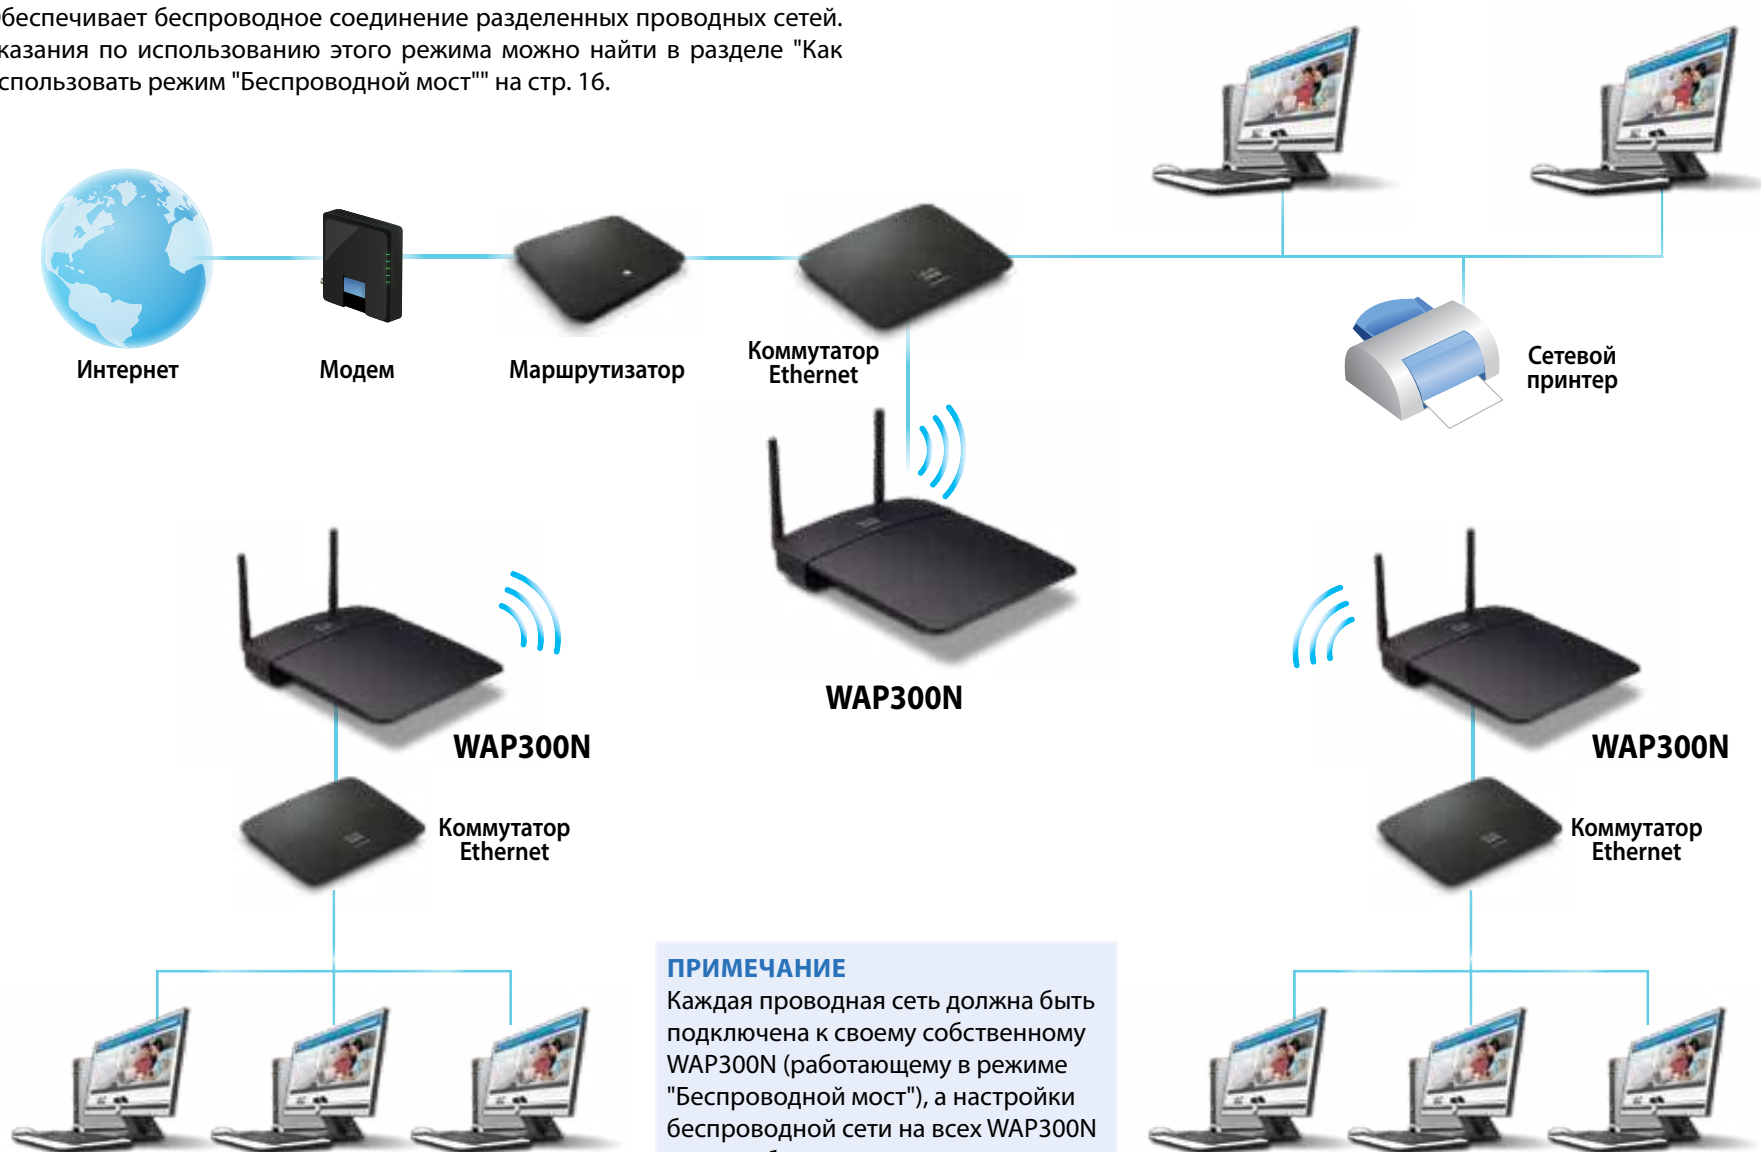 беспечивает беспроводное соединение разделенных проводных сетей.
казания по использованию этого режима можно найти в разделе "Как
спользовать режим "Беспроводной мост"" на стр. 16.
Интернет
Модем
Маршрутизатор
Коммутатор
Ethernet
Сетевой
принтер
WAP300N
WAP300N
WAP300N
Коммутатор
Ethernet
Коммутатор
Ethernet
ПРИМЕЧАНИЕ
Каждая проводная сеть должна быть
подключена к своему собственному
WAP300N (работающему в режиме
"Беспроводной мост"), а настройки
беспроводной сети на всех WAP300N